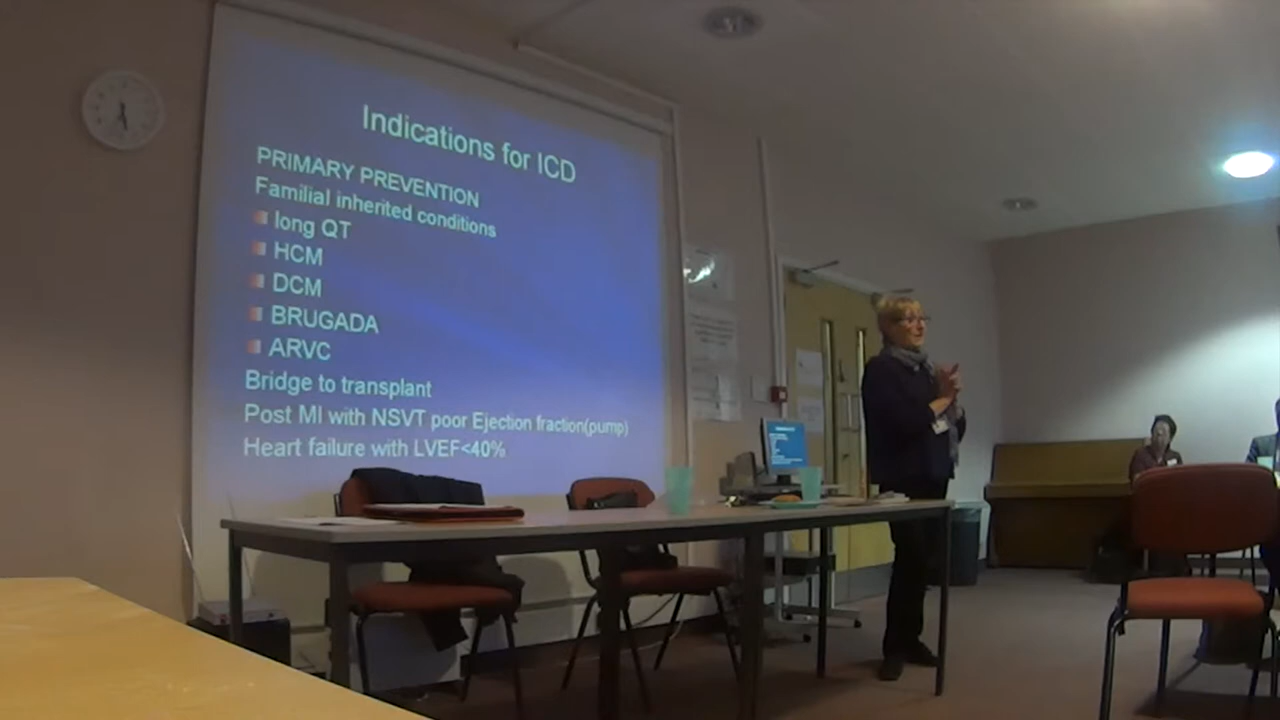 Indications for ICD
PRIMARY PREVENTION
Familial inherited conditions
long QT
HCM
DCM
BRUGADA
ARVC
Bridge to transplant
Post MI with NSVT poor Ejection fraction(pump)
Heart failure with LVEF<40%